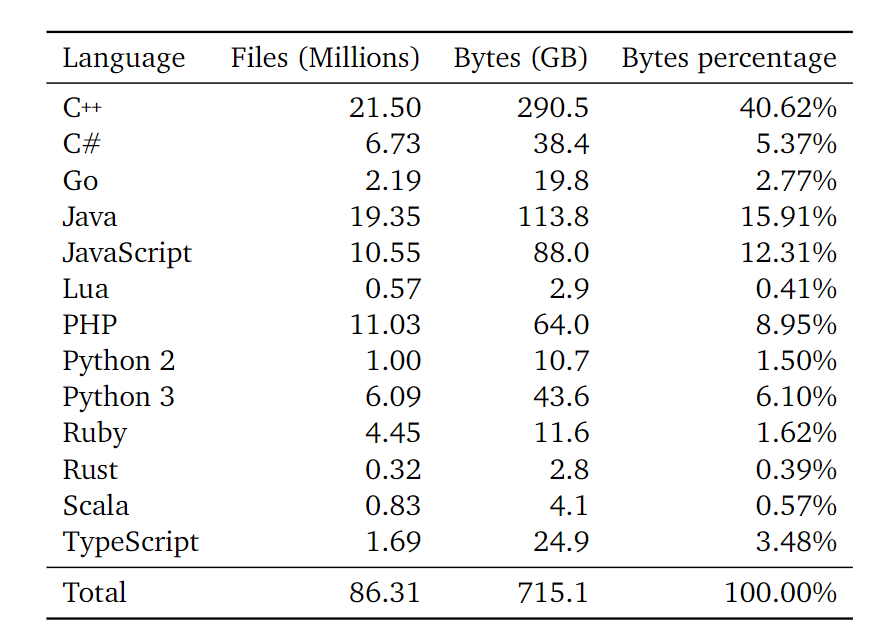 Language Files (Millions) Bytes (GB) Bytes percentage
C++ 21.50 290.5 40.62%
C# 6.73 38.4 5.37%
Go 2.19 19.8 2.77%
Java 19.35 113.8 15.91%
JavaScript 10.55 88.0 12.31%
Lua 0.57 2.9 0.41%
PHP 11.03 64.0 8.95%
Python 2 1.00 10.7 1.50%
Python 3 6.09 43.6 6.10%
Ruby 4.45 11.6 1.62%
Rust 0.32 2.8 0.39%
Scala 0.83 4.1 0.57%
TypeScript 1.69 24.9 3.48%
Total 86.31 715.1 100.00%